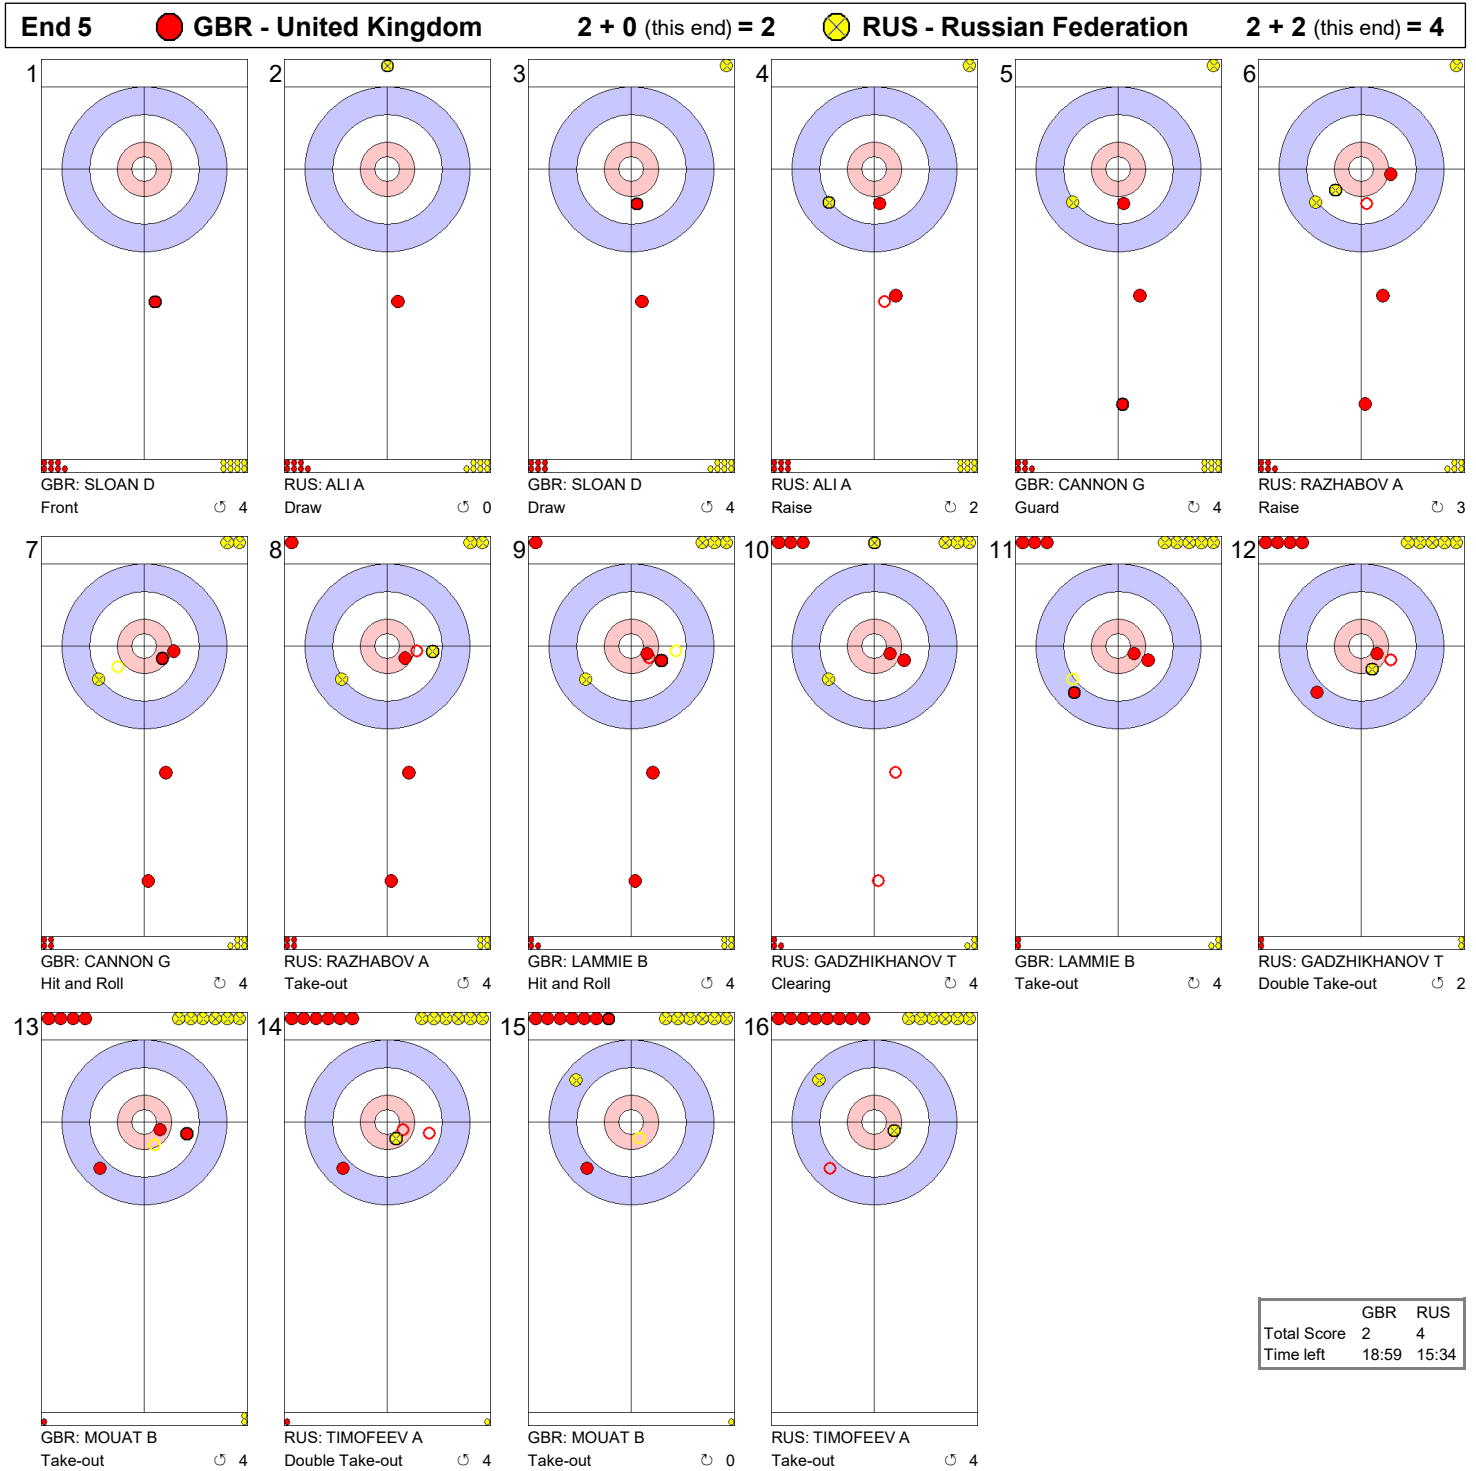 End 5 GBR - United Kingdom 2 + 0 (this end) = 2 RUS - Russian Federation 2 + 2 (this end) = 4
1 2 3 4 5 6
GBR: SLOAN D RUS: ALI A GBR: SLOAN D RUS: ALI A GBR: CANNON G RUS: RAZHABOV A
Front ↺ 4 Draw ↺ 0 Draw ↺ 4 Raise ↺ 2 Guard ↻ 4 Raise ↻ 3
7 8 9 10 11 12
GBR: CANNON G RUS: RAZHABOV A GBR: LAMMIE B RUS: GADZHIKHANOV T GBR: LAMMIE B RUS: GADZHIKHANOV T
Hit and Roll ↻ 4 Take-out ↺ 4 Hit and Roll ↺ 4 Clearing ↻ 4 Take-out ↻ 4 Double Take-out ↺ 2
13 14 15 16
GBR: MOUAT B RUS: TIMOFEEV A GBR: MOUAT B RUS: TIMOFEEV A
Take-out ↺ 4 Double Take-out ↺ 4 Take-out ↻ 0 Take-out ↺ 4
GBR RUS
Total Score 2 4
Time left 18:59 15:34